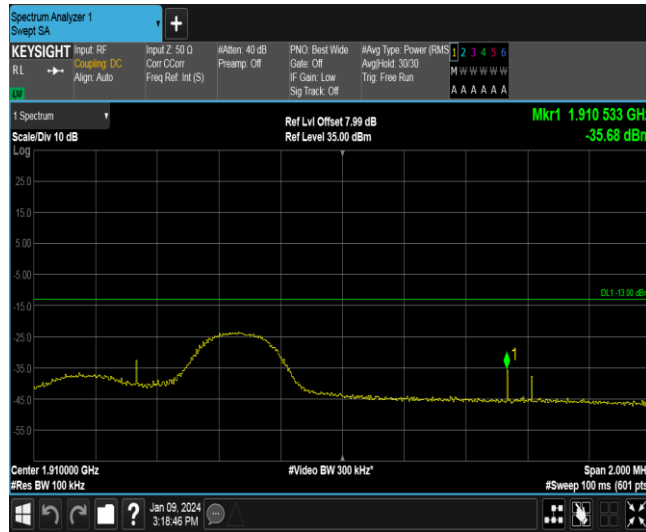 Spectrum Analyzer 1
Swept SA
KEYSIGHT
RL
LXI
Input: RF
Coupling: DC
Align: Auto
Input Z: 50 Ω
Corr CCorr
Freq Ref: Int (S)
#Atten: 40 dB
Preamp: Off
PNO: Best Wide
Gate: Off
IF Gain: Low
Sig Track: Off
#Avg Type: Power (RMS
Avg|Hold: 30/30
Trig: Free Run
1 2 3 4 5 6
M W W W W W
A A A A A A
1 Spectrum
Scale/Div 10 dB
Log
Ref Lvl Offset 7.99 dB
Ref Level 35.00 dBm
Mkr1 1.910 533 GHz
-35.68 dBm
25.0
15.0
5.00
-5.00
DL1 -13.00 dBm
-15.0
-25.0
-35.0
1
-45.0
-55.0
Center 1.910000 GHz
#Res BW 100 kHz
#Video BW 300 kHz*
Span 2.000 MH
#Sweep 100 ms (601 pts
Jan 09, 2024
3:18:46 PM